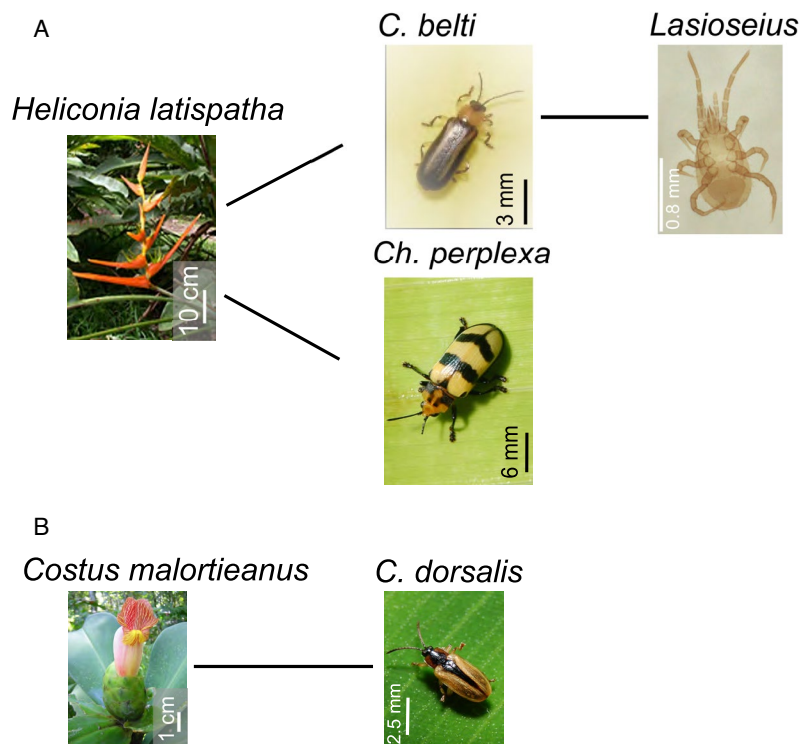 A
C. belti
Lasioseius
Heliconia latispatha
10 cm
3 mm
0.8 mm
Ch. perplexa
6 mm
B
Costus malortieanus
C. dorsalis
1 cm
2.5 mm